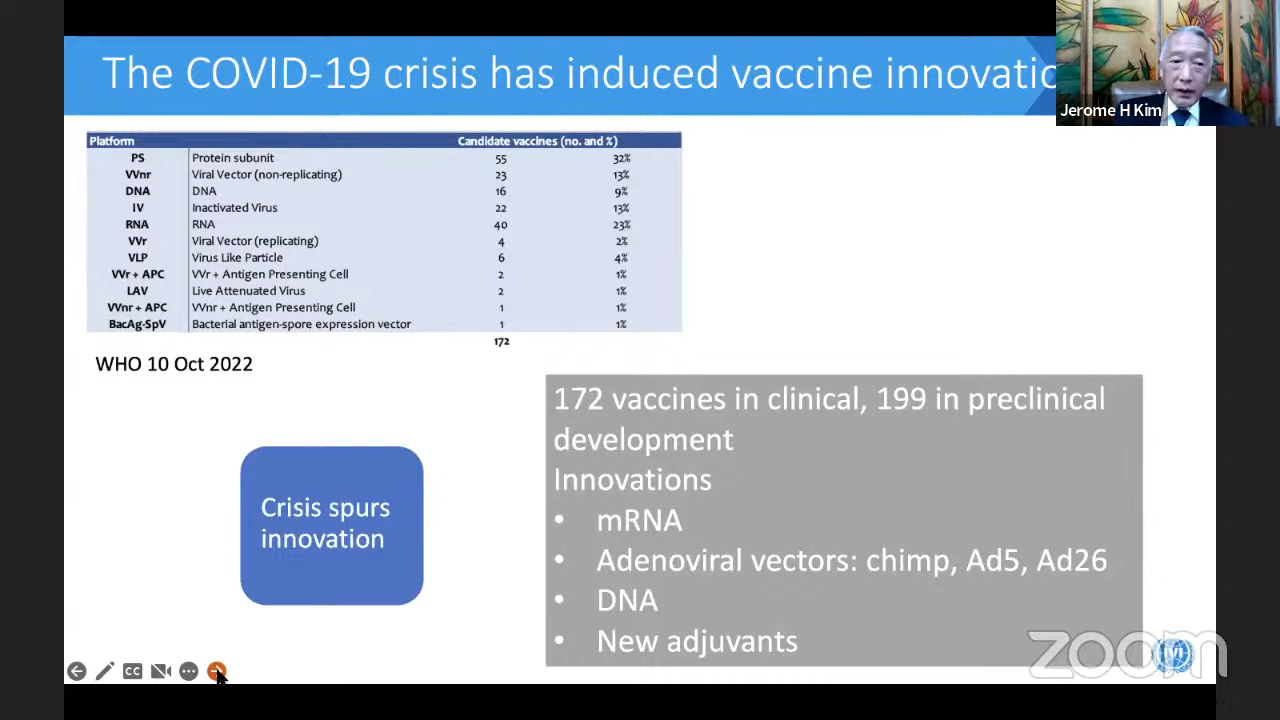 The COVID-19 crisis has induced vaccine innovatio
Jerome H Kim
Platform Candidate vaccines (no. and %)
PS Protein subunit 55 32%
VVnr Viral Vector (non-replicating) 23 13%
DNA DNA 16 9%
IV Inactivated Virus 22 13%
RNA RNA 40 23%
VVr Viral Vector (replicating) 4 2%
VLP Virus Like Particle 6 4%
VVr + APC VVr + Antigen Presenting Cell 2 1%
LAV Live Attenuated Virus 2 1%
VVnr + APC VVnr + Antigen Presenting Cell 1 1%
BacAg-SpV Bacterial antigen-spore expression vector 1 1%
172
WHO 10 Oct 2022
172 vaccines in clinical, 199 in preclinical
development
Innovations
• mRNA
• Adenoviral vectors: chimp, Ad5, Ad26
• DNA
• New adjuvants
Crisis spurs
innovation
CC
zoom
IVI